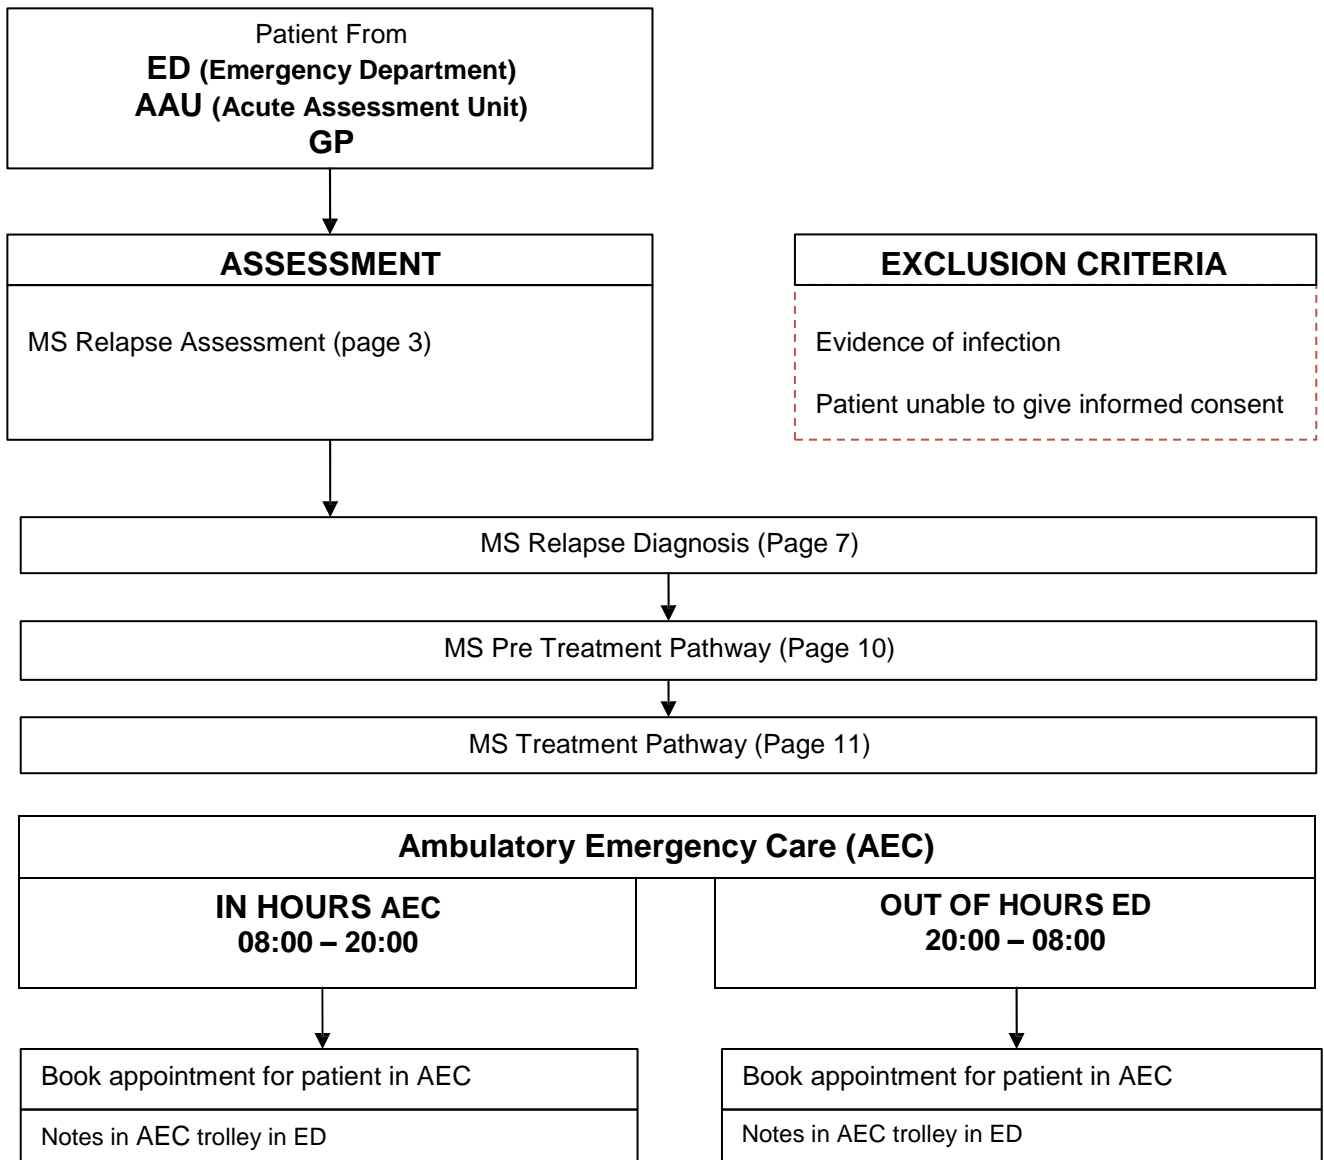 Patient From
ED (Emergency Department)
AAU (Acute Assessment Unit)
GP
ASSESSMENT
MS Relapse Assessment (page 3)
EXCLUSION CRITERIA
Evidence of infection
Patient unable to give informed consent
MS Relapse Diagnosis (Page 7)
MS Pre Treatment Pathway (Page 10)
MS Treatment Pathway (Page 11)
Ambulatory Emergency Care (AEC)
IN HOURS AEC
08:00 – 20:00
OUT OF HOURS ED
20:00 – 08:00
Book appointment for patient in AEC
Notes in AEC trolley in ED
Book appointment for patient in AEC
Notes in AEC trolley in ED